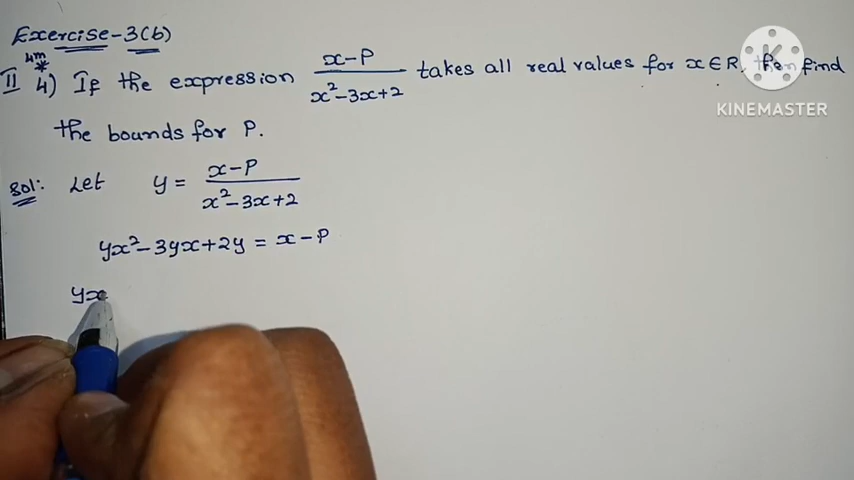 Exercise-3(b)
4m
*
II 4) If the expression x-P / x²-3x+2 takes all real values for x∈R, then find
the bounds for P.
Sol: Let y = x-P / x²-3x+2
yx²-3yx+2y = x-P
yx
KINEMASTER